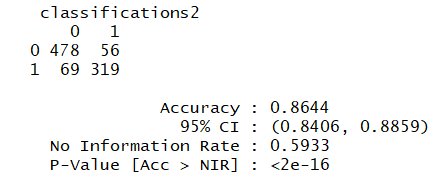 classifications2
0 1
0 478 56
1 69 319
Accuracy : 0.8644
95% CI : (0.8406, 0.8859)
No Information Rate : 0.5933
P-Value [Acc > NIR] : <2e-16